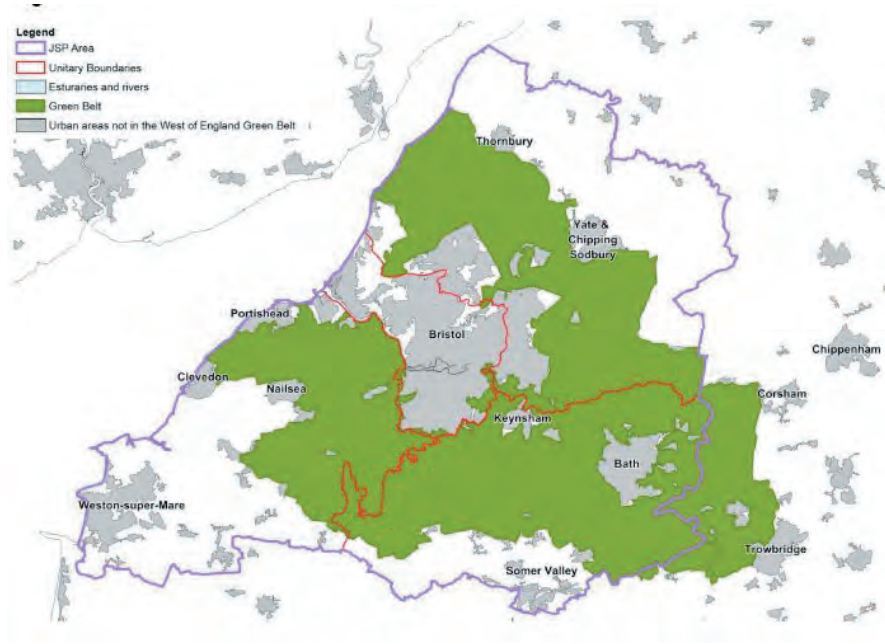 Legend
JSP Area
Unitary Boundaries
Esturaries and rivers
Green Belt
Urban areas not in the West of England Green Belt
Thornbury
Yate &
Chipping
Sodbury
Portishead
Bristol
Chippenham
Clevedon
Nailsea
Corsham
Keynsham
Bath
Weston-super-Mare
Trowbridge
Somer Valley